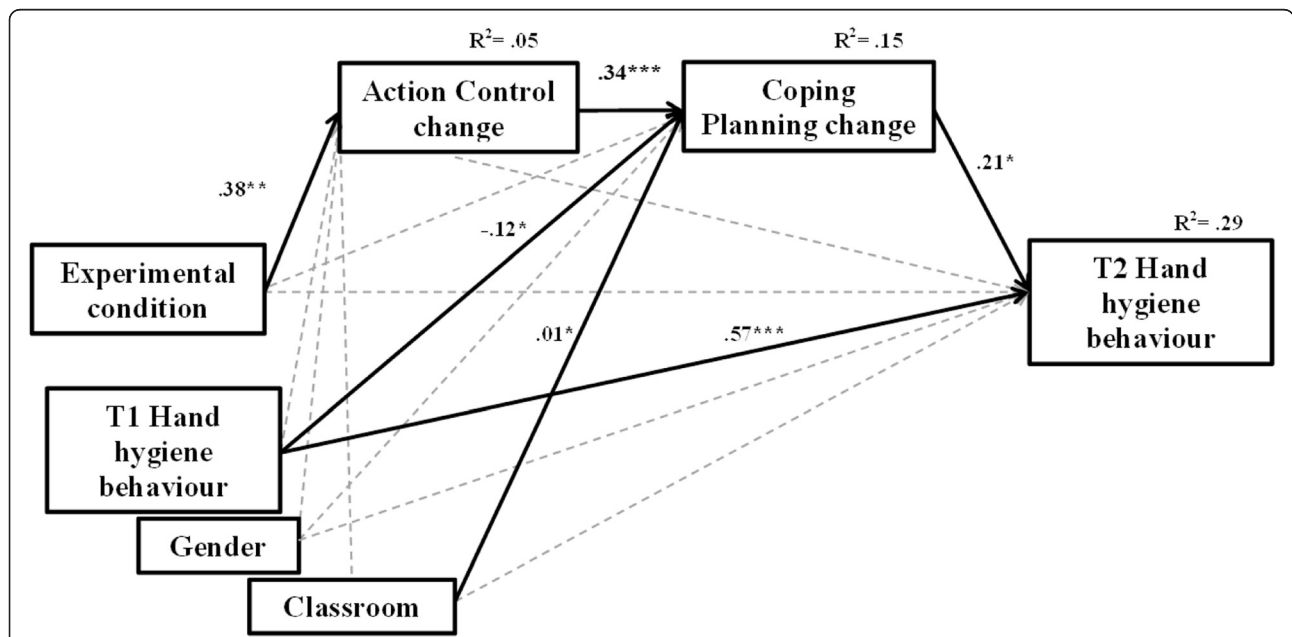 R²= .05
R²= .15
.34***
Action Control
change
Coping
Planning change
.38**
.21*
-.12*
R²= .29
Experimental
condition
T2 Hand
hygiene
behaviour
.01*
.57***
T1 Hand
hygiene
behaviour
Gender
Classroom